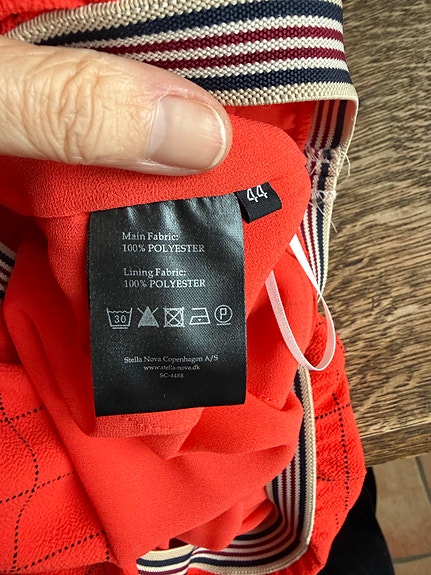 44
Main Fabric:
100% POLYESTER
Lining Fabric:
100% POLYESTER
30
P
Stella Nova Copenhagen A/S
www.stella-nova.dk
SC-4488